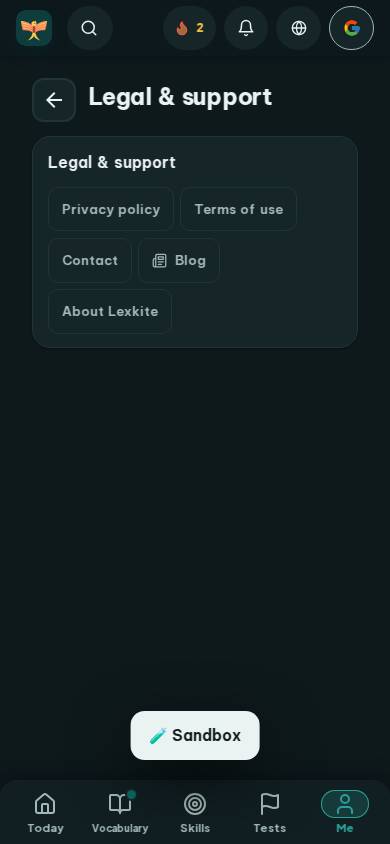 2
Legal & support
Legal & support
Privacy policy
Terms of use
Contact
Blog
About Lexkite
Sandbox
Today
Vocabulary
Skills
Tests
Me